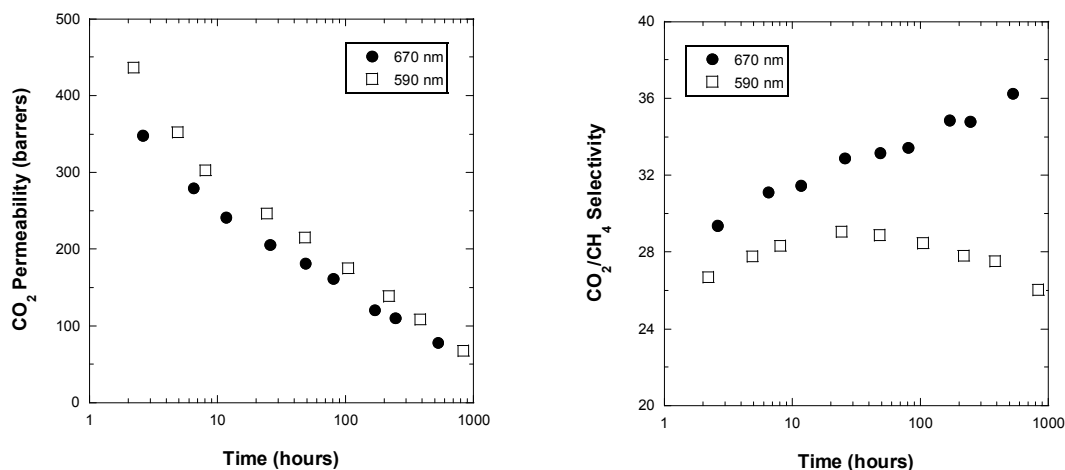 CO2 Permeability (barrers)
500
400
300
200
100
0
670 nm
590 nm
1
10
100
1000
Time (hours)
CO2/CH4 Selectivity
40
36
32
28
24
20
670 nm
590 nm
1
10
100
1000
Time (hours)